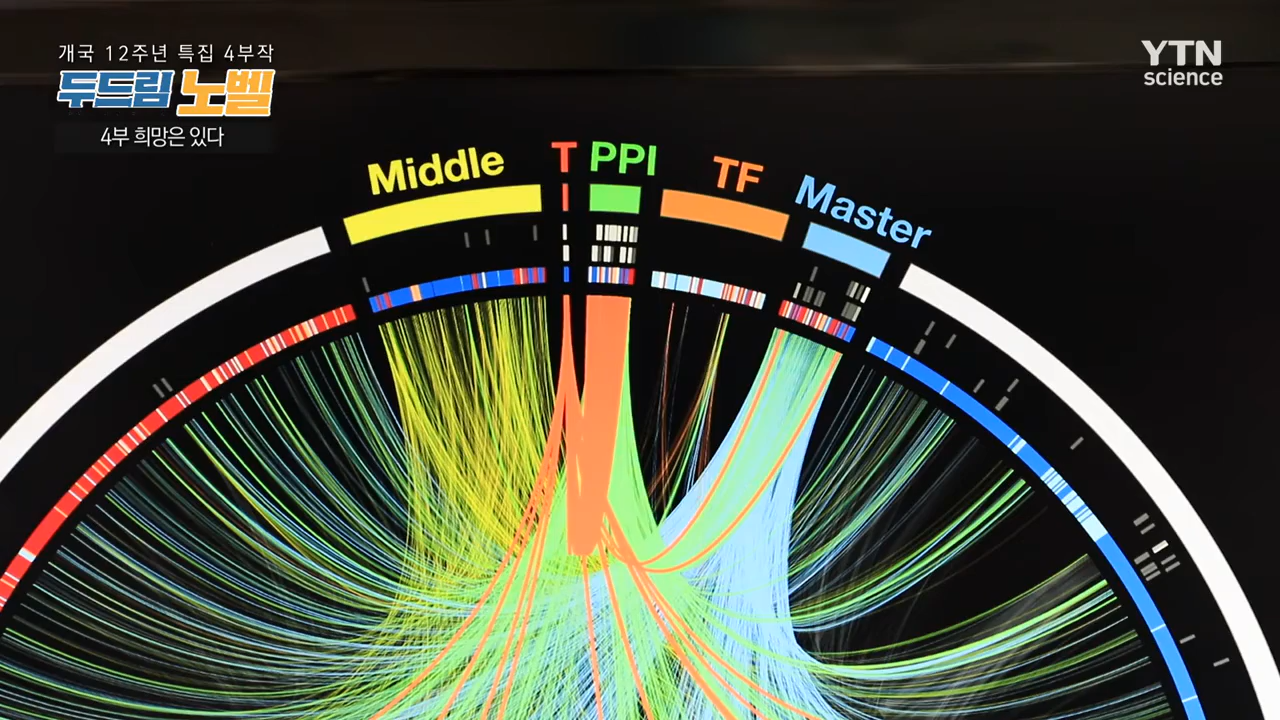 개국 12주년 특집 4부작
두드림 노벨
4부 희망은 있다
YTN
science
Middle
T
PPI
TF
Master